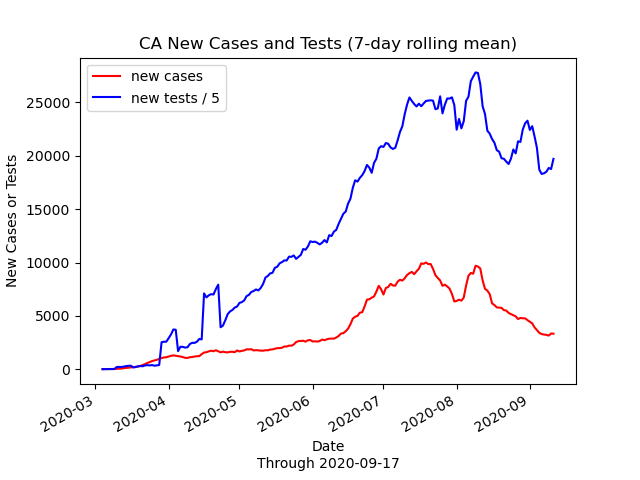 CA New Cases and Tests (7-day rolling mean)
new cases
new tests / 5
New Cases or Tests
25000
20000
15000
10000
5000
0
2020-03
2020-04
2020-05
2020-06
2020-07
2020-08
2020-09
Date
Through 2020-09-17